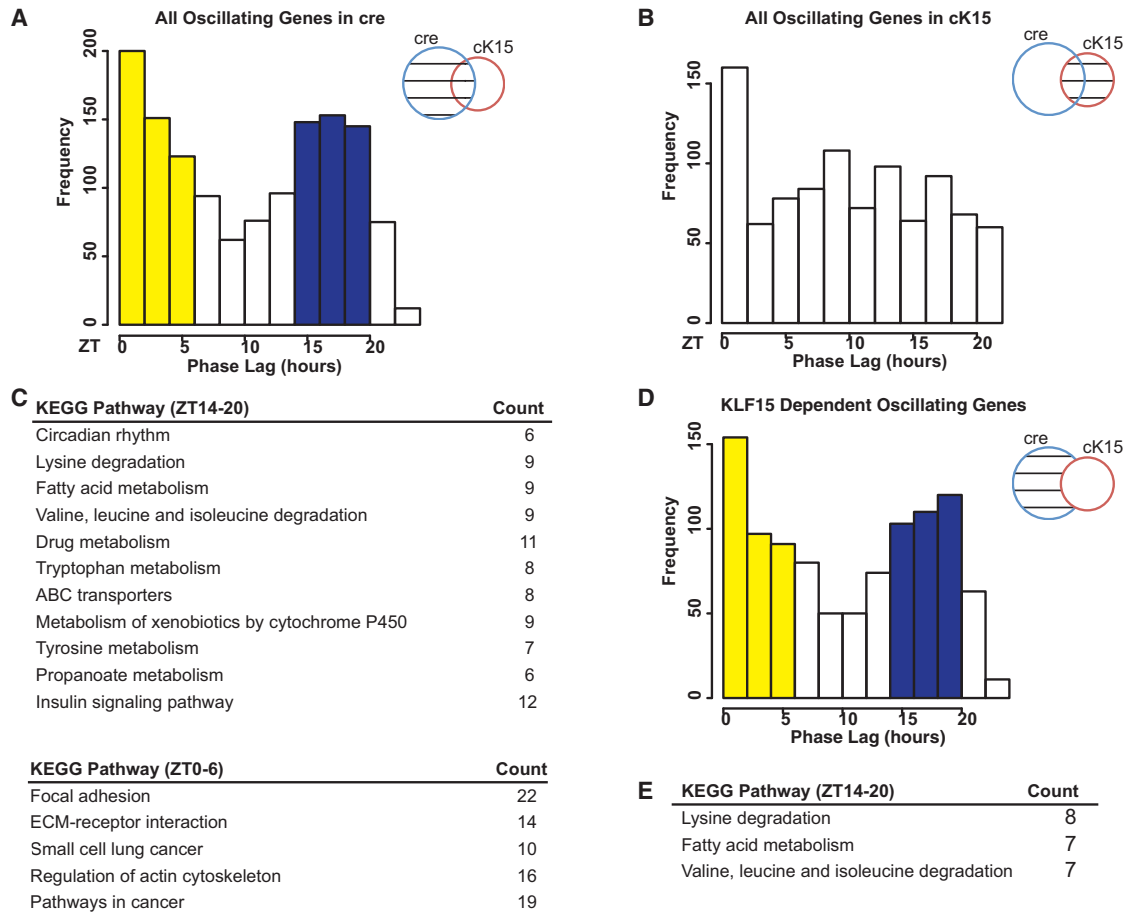 A
All Oscillating Genes in cre
cre
cK15
Frequency
200
150
100
50
0
ZT
0
5
10
15
20
Phase Lag (hours)
B
All Oscillating Genes in cK15
cre
cK15
Frequency
150
100
50
0
ZT
0
5
10
15
20
Phase Lag (hours)
C
KEGG Pathway (ZT14-20) Count
Circadian rhythm 6
Lysine degradation 9
Fatty acid metabolism 9
Valine, leucine and isoleucine degradation 9
Drug metabolism 11
Tryptophan metabolism 8
ABC transporters 8
Metabolism of xenobiotics by cytochrome P450 9
Tyrosine metabolism 7
Propanoate metabolism 6
Insulin signaling pathway 12
KEGG Pathway (ZT0-6) Count
Focal adhesion 22
ECM-receptor interaction 14
Small cell lung cancer 10
Regulation of actin cytoskeleton 16
Pathways in cancer 19
D
KLF15 Dependent Oscillating Genes
cre
cK15
Frequency
150
100
50
0
0
5
10
15
20
Phase Lag (hours)
E
KEGG Pathway (ZT14-20) Count
Lysine degradation 8
Fatty acid metabolism 7
Valine, leucine and isoleucine degradation 7